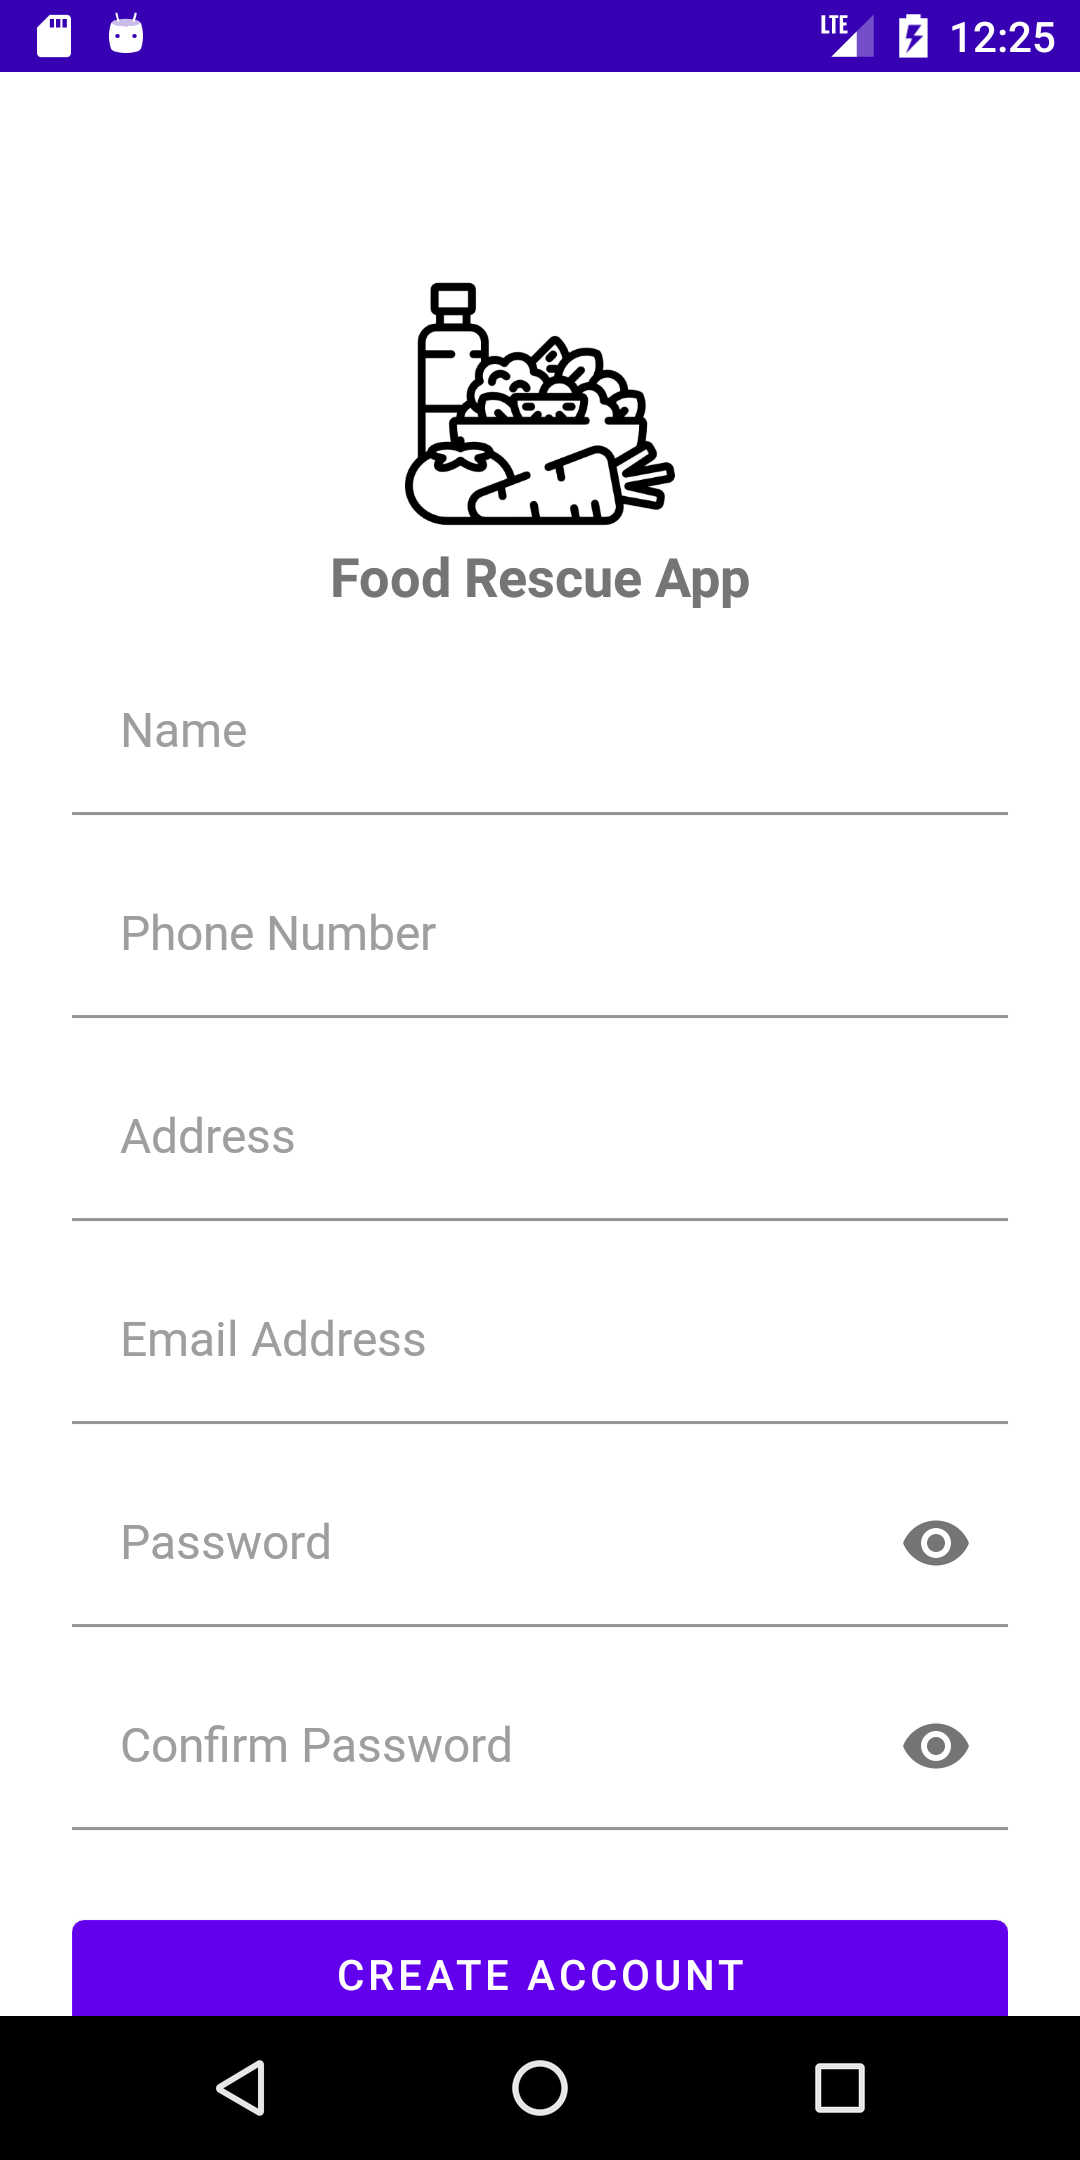 LTE 12:25
Food Rescue App
Name
Phone Number
Address
Email Address
Password
Confirm Password
CREATE ACCOUNT